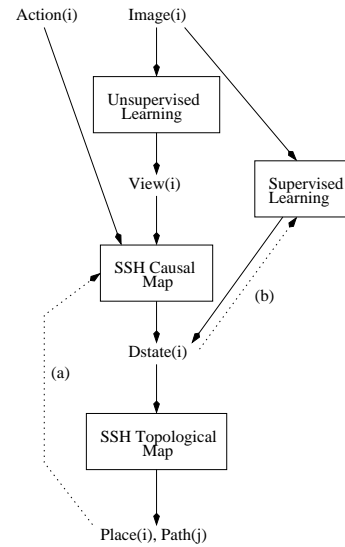 Action(i)
Image(i)
Unsupervised
Learning
View(i)
Supervised
Learning
SSH Causal
Map
(b)
Dstate(i)
(a)
SSH Topological
Map
Place(i), Path(j)